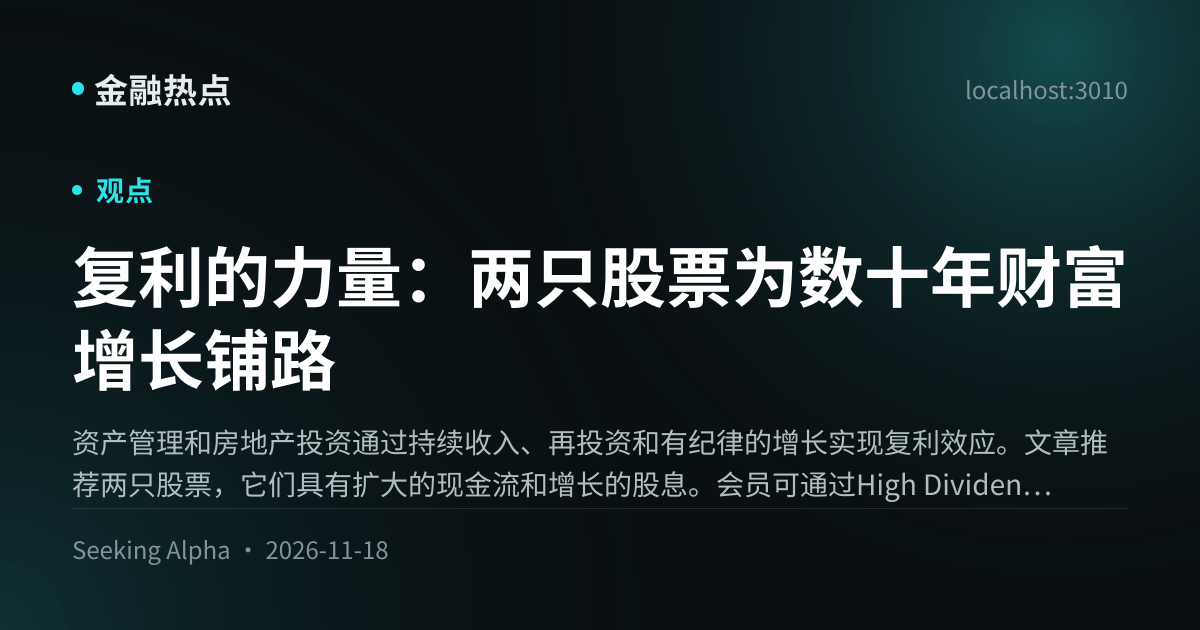 金融热点
localhost:3010
观点
复利的力量：两只股票为数十年财富
增长铺路
资产管理和房地产投资通过持续收入、再投资和有纪律的增长实现复利效应。文章推
荐两只股票，它们具有扩大的现金流和增长的股息。会员可通过High Dividen…
Seeking Alpha · 2026-11-18